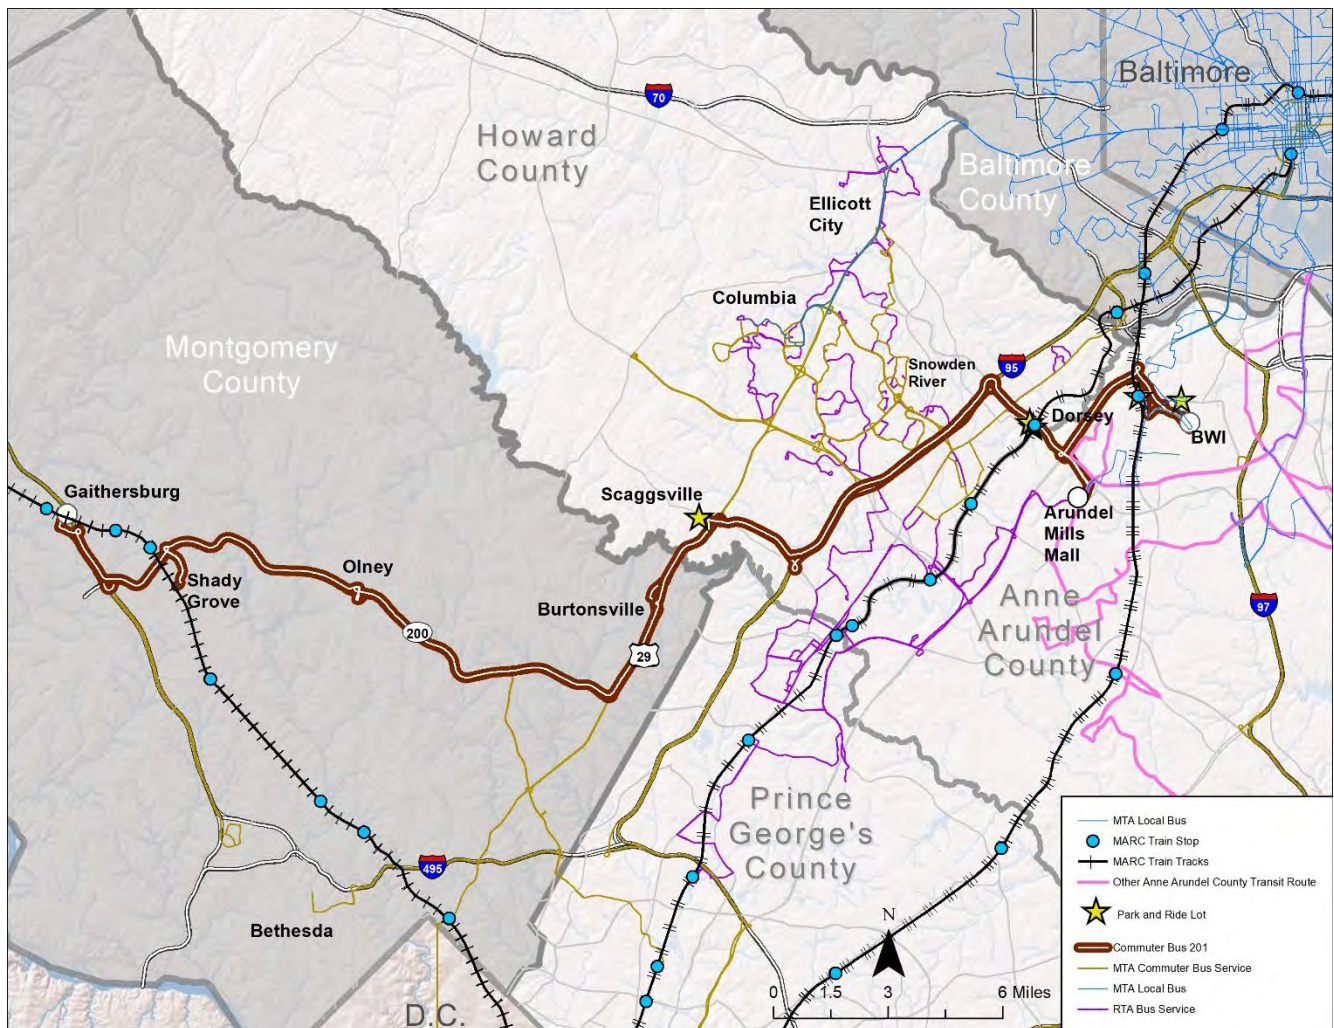 Baltimore
70
Howard
County
Baltimore
County
Ellicott
City
Columbia
Montgomery
County
Snowden
River
95
Dorsey
BWI
Gaithersburg
Scaggsville
Arundel
Mills
Mall
Shady
Grove
Olney
Burtonsville
200
29
Anne
Arundel
County
97
Prince
George's
County
495
Bethesda
D.C.
N
0 1.5 3 6 Miles
MTA Local Bus
MARC Train Stop
MARC Train Tracks
Other Anne Arundel County Transit Route
Park and Ride Lot
Commuter Bus 201
MTA Commuter Bus Service
MTA Local Bus
RTA Bus Service